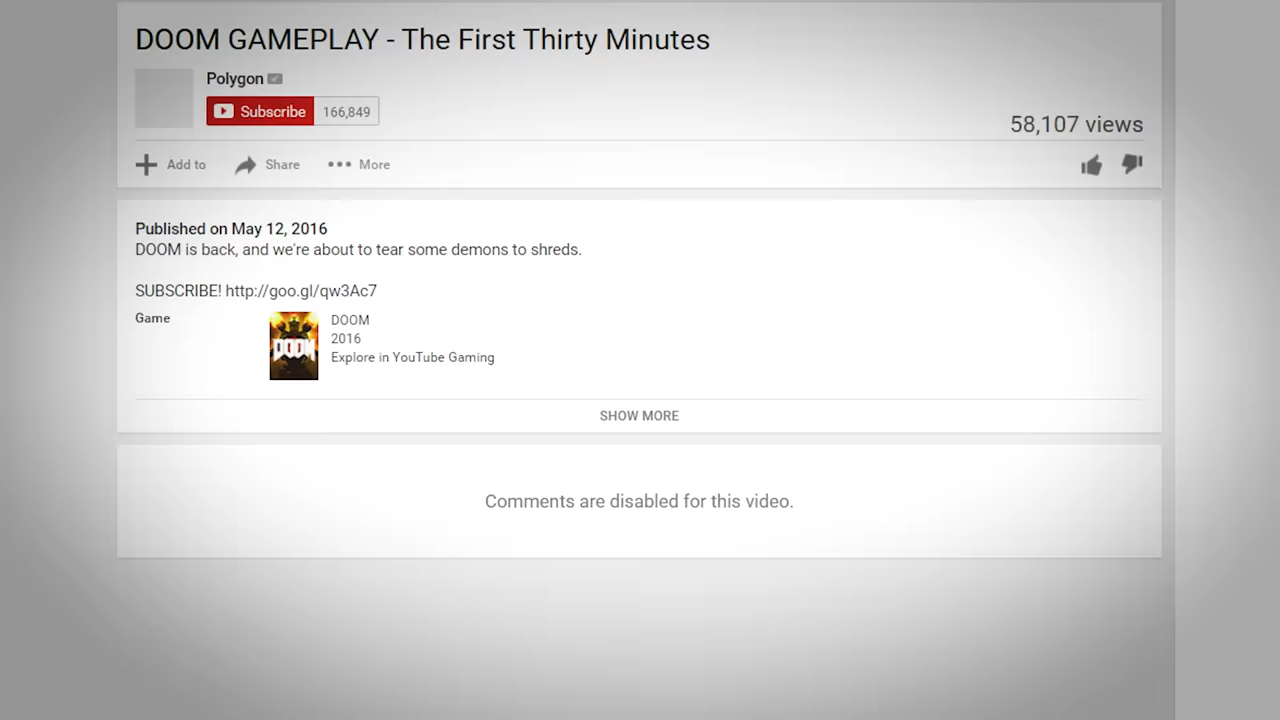 DOOM GAMEPLAY - The First Thirty Minutes
Polygon
Subscribe 166,849
58,107 views
Add to Share More
Published on May 12, 2016
DOOM is back, and we're about to tear some demons to shreds.
SUBSCRIBE! http://goo.gl/qw3Ac7
Game
DOOM
DOOM
2016
Explore in YouTube Gaming
SHOW MORE
Comments are disabled for this video.